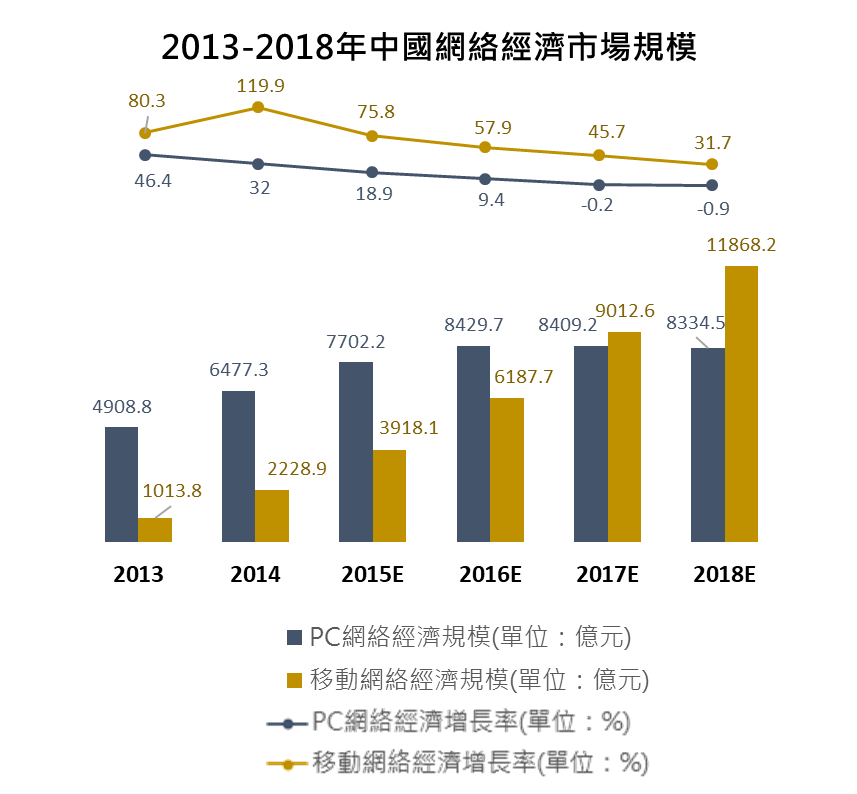 2013-2018年中國網絡經濟市場規模
80.3 119.9 75.8 57.9 45.7 31.7
46.4 32 18.9 9.4 -0.2 -0.9
4908.8 6477.3 7702.2 8429.7 8409.2 8334.5
1013.8 2228.9 3918.1 6187.7 9012.6 11868.2
2013 2014 2015E 2016E 2017E 2018E
PC網絡經濟規模(單位：億元)
移動網絡經濟規模(單位：億元)
PC網絡經濟增長率(單位：%)
移動網絡經濟增長率(單位：%)